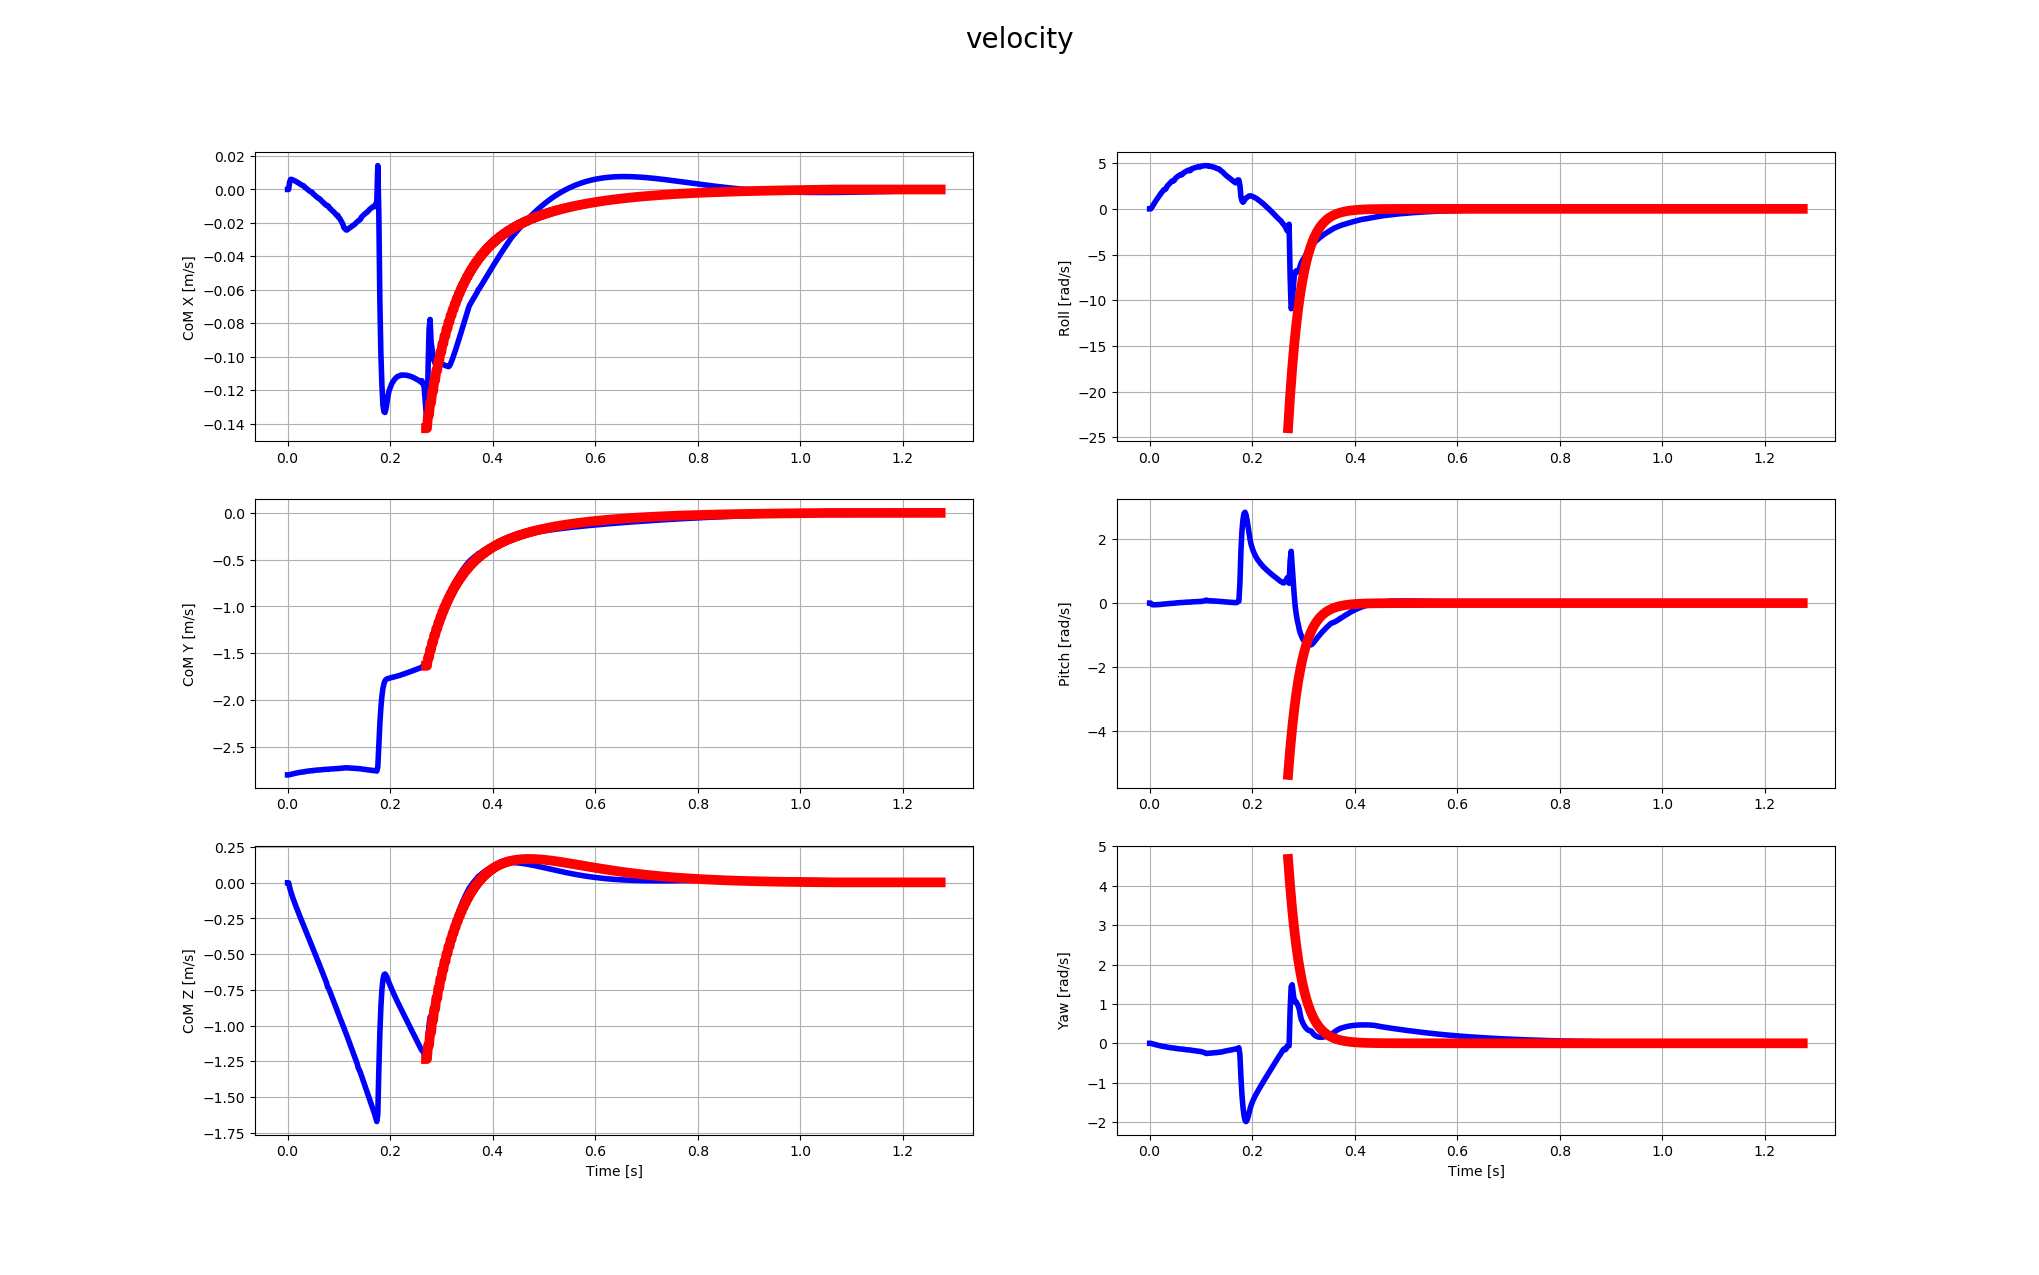 velocity
CoM X [m/s]
0.02
0.00
−0.02
−0.04
−0.06
−0.08
−0.10
−0.12
−0.14
0.0 0.2 0.4 0.6 0.8 1.0 1.2
Roll [rad/s]
5
0
−5
−10
−15
−20
−25
0.0 0.2 0.4 0.6 0.8 1.0 1.2
CoM Y [m/s]
0.0
−0.5
−1.0
−1.5
−2.0
−2.5
0.0 0.2 0.4 0.6 0.8 1.0 1.2
Pitch [rad/s]
2
0
−2
−4
0.0 0.2 0.4 0.6 0.8 1.0 1.2
CoM Z [m/s]
0.25
0.00
−0.25
−0.50
−0.75
−1.00
−1.25
−1.50
−1.75
0.0 0.2 0.4 0.6 0.8 1.0 1.2
Time [s]
Yaw [rad/s]
5
4
3
2
1
0
−1
−2
0.0 0.2 0.4 0.6 0.8 1.0 1.2
Time [s]